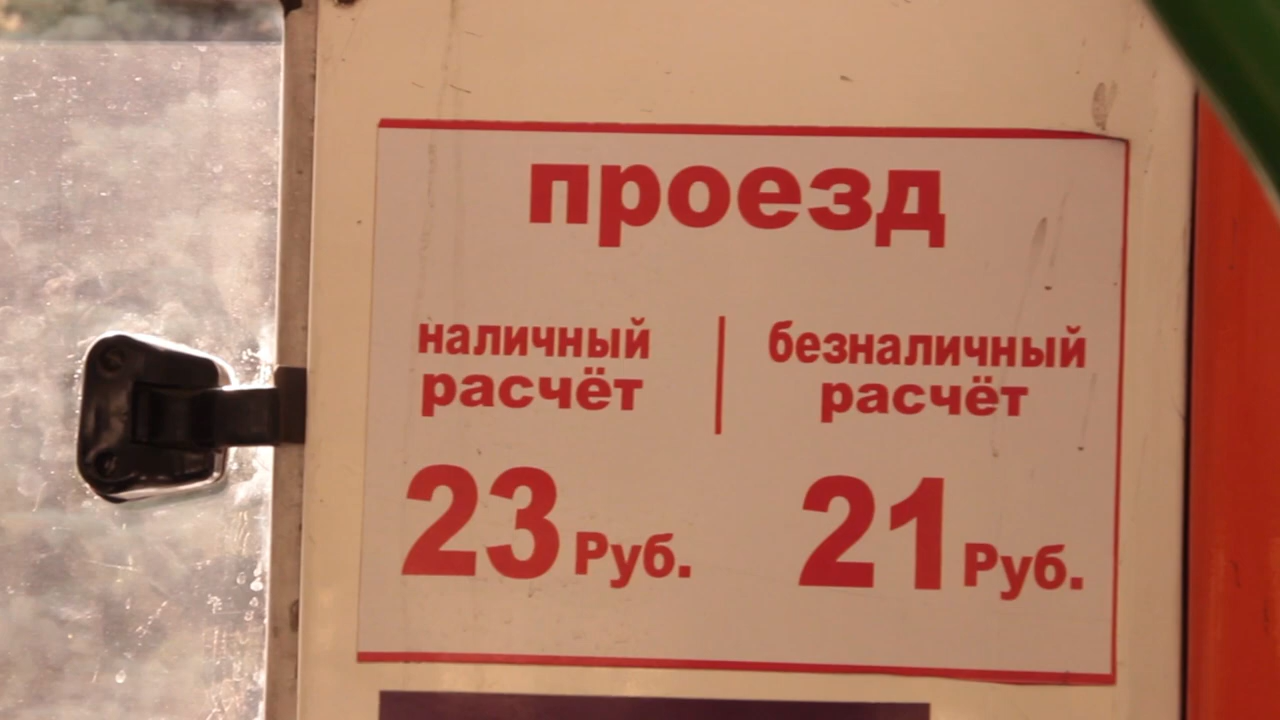 проезд
наличный расчёт
безналичный расчёт
23 Руб.
21 Руб.